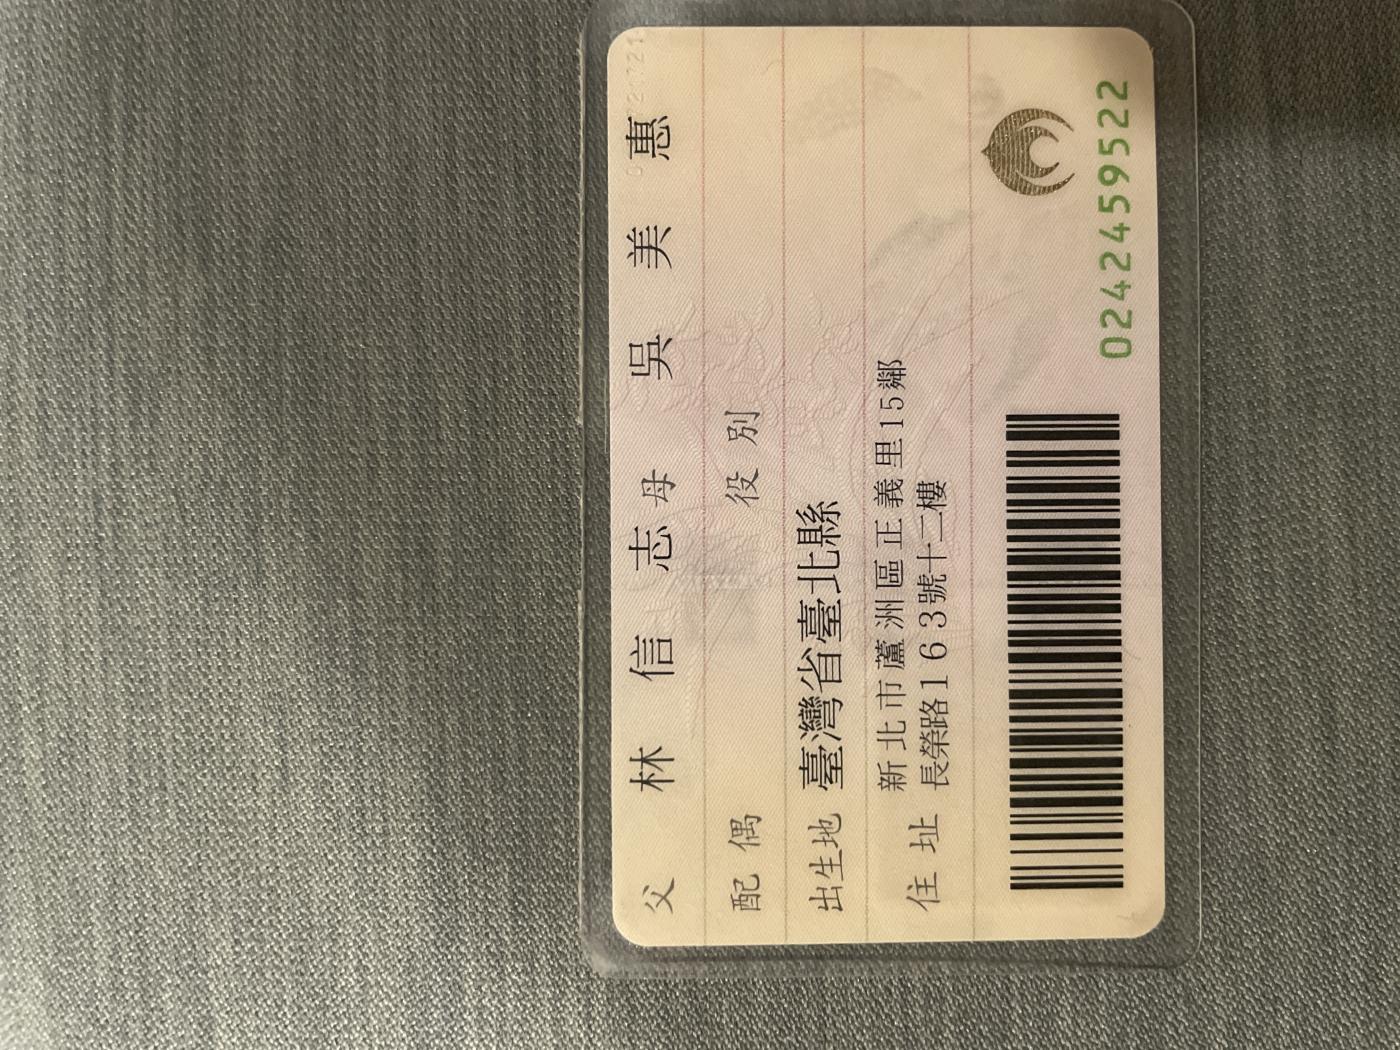 父 林信志 母 吳美惠
配偶 役別
出生地 臺灣省臺北縣
住址 新北市蘆洲區正義里15鄰
長榮路163號十二樓
0242459522